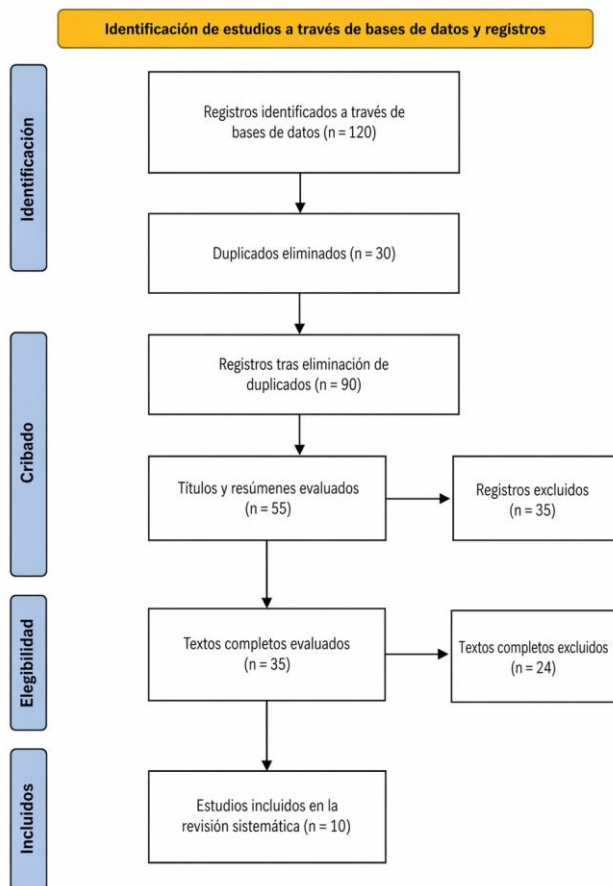 Identificación de estudios a través de bases de datos y registros
Identificación
Registros identificados a través de
bases de datos (n = 120)
Duplicados eliminados (n = 30)
Cribado
Registros tras eliminación de
duplicados (n = 90)
Títulos y resúmenes evaluados
(n = 55)
Registros excluidos
(n = 35)
Elegibilidad
Textos completos evaluados
(n = 35)
Textos completos excluidos
(n = 24)
Incluidos
Estudios incluidos en la
revisión sistemática (n = 10)